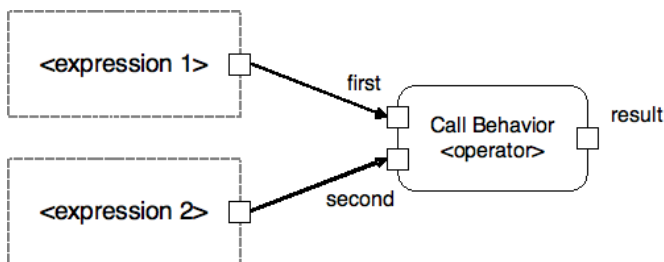 <expression 1>
first
result
Call Behavior
<operator>
second
<expression 2>